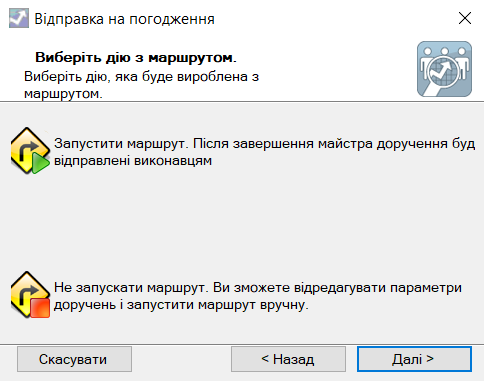 Відправка на погодження
Виберіть дію з маршрутом.
Виберіть дію, яка буде вироблена з
маршрутом.
Запустити маршрут. Після завершення майстра доручення буд
відправлені виконавцям
Не запускати маршрут. Ви зможете відредагувати параметри
доручень і запустити маршрут вручну.
Скасувати
< Назад
Далі >